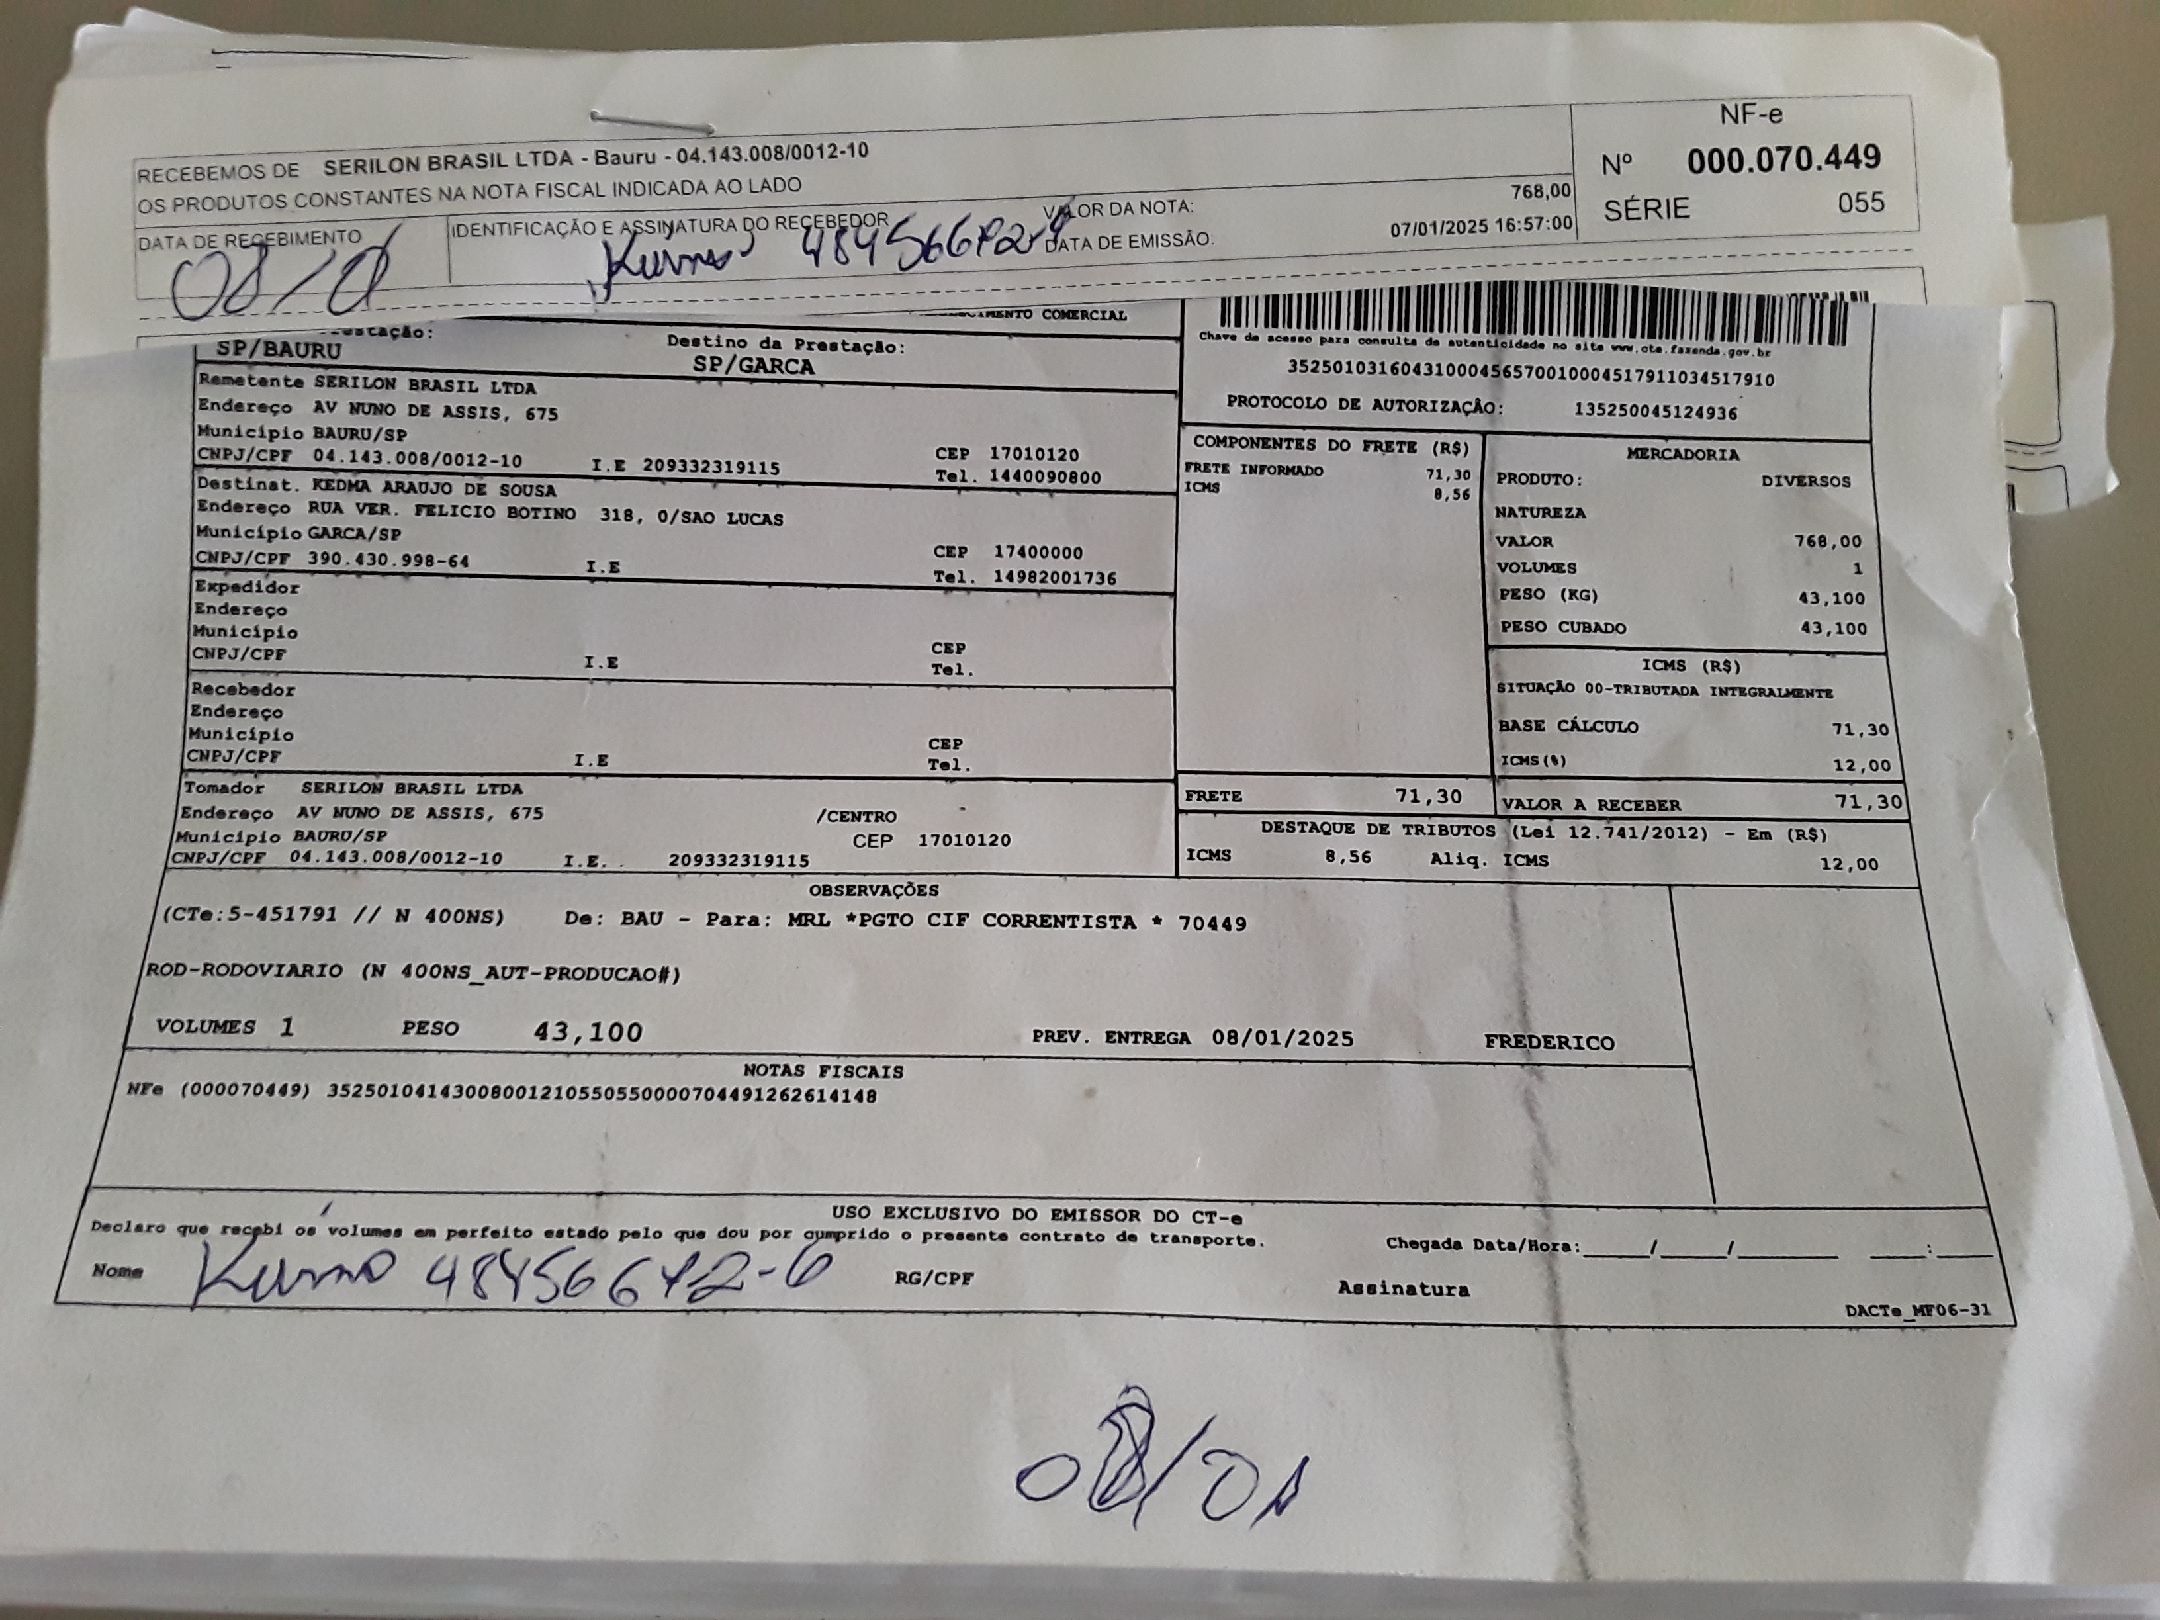 NF-e
RECEBEMOS DE SERILON BRASIL LTDA - Bauru - 04.143.008/0012-10
OS PRODUTOS CONSTANTES NA NOTA FISCAL INDICADA AO LADO
Nº 000.070.449
SÉRIE 055
DATA DE RECEBIMENTO
IDENTIFICAÇÃO E ASSINATURA DO RECEBEDOR
VALOR DA NOTA: 768,00
DATA DE EMISSÃO. 07/01/2025 16:57:00
08/01
COMERCIAL
Destino da Prestação:
SP/BAURU
SP/GARCA
Chave de acesso para consulta de autenticidade no site www.cte.fazenda.gov.br
35250103160431000456570010004517911034517910
PROTOCOLO DE AUTORIZAÇÃO: 135250045124936
Remetente SERILON BRASIL LTDA
Endereço AV NUNO DE ASSIS, 675
Município BAURU/SP CEP 17010120
CNPJ/CPF 04.143.008/0012-10 I.E 209332319115 Tel. 1440090800
Destinat. KEDMA ARAUJO DE SOUSA
Endereço RUA VER. FELICIO BOTINO 318, 0/SAO LUCAS
Município GARCA/SP CEP 17400000
CNPJ/CPF 390.430.998-64 I.E Tel. 14982001736
Expedidor
Endereço
Município CEP
CNPJ/CPF I.E Tel.
Recebedor
Endereço
Município CEP
CNPJ/CPF I.E Tel.
Tomador SERILON BRASIL LTDA
Endereço AV NUNO DE ASSIS, 675 /CENTRO -
Município BAURU/SP CEP 17010120
CNPJ/CPF 04.143.008/0012-10 I.E. . 209332319115
COMPONENTES DO FRETE (R$)
FRETE INFORMADO 71,30
ICMS 8,56
MERCADORIA
PRODUTO: DIVERSOS
NATUREZA
VALOR 768,00
VOLUMES 1
PESO (KG) 43,100
PESO CUBADO 43,100
ICMS (R$)
SITUAÇÃO 00-TRIBUTADA INTEGRALMENTE
BASE CÁLCULO 71,30
ICMS(%) 12,00
FRETE 71,30 VALOR A RECEBER 71,30
DESTAQUE DE TRIBUTOS (Lei 12.741/2012) - Em (R$)
ICMS 8,56 Aliq. ICMS 12,00
OBSERVAÇÕES
(CTe:5-451791 // N 400NS) De: BAU - Para: MRL *PGTO CIF CORRENTISTA * 70449
ROD-RODOVIARIO (N 400NS_AUT-PRODUCAO#)
VOLUMES 1 PESO 43,100 PREV. ENTREGA 08/01/2025 FREDERICO
NOTAS FISCAIS
NFe (000070449) 35250104143008001210550550000704491262614148
USO EXCLUSIVO DO EMISSOR DO CT-e
Declaro que recebi os volumes em perfeito estado pelo que dou por cumprido o presente contrato de transporte.
Chegada Data/Hora:____/____/______ ___:___
Nome RG/CPF Assinatura
DACTe_MF06-31
08/01